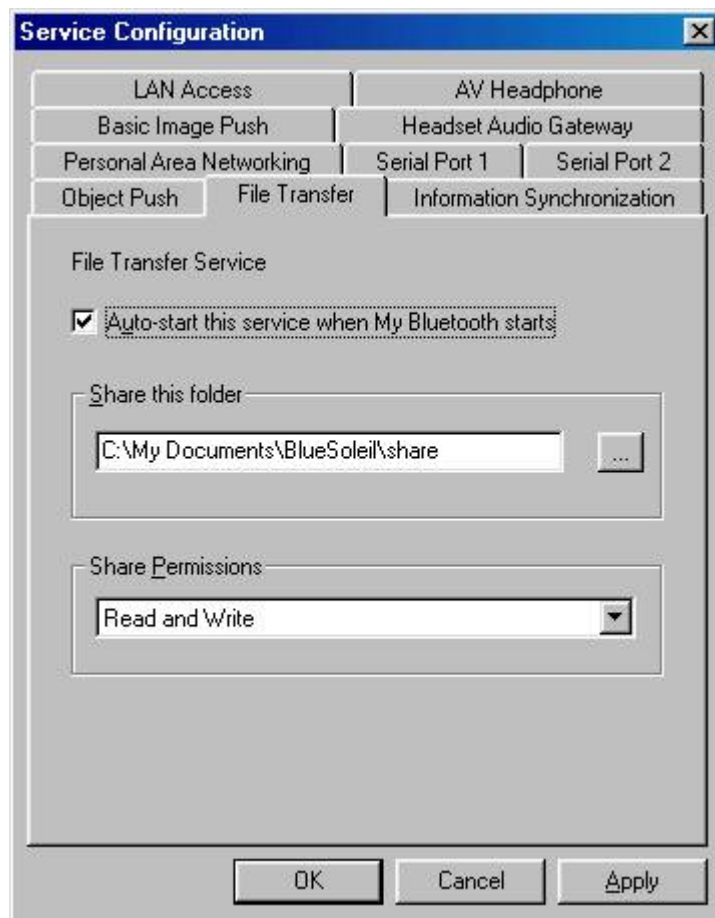 Service Configuration
LAN Access AV Headphone
Basic Image Push Headset Audio Gateway
Personal Area Networking Serial Port 1 Serial Port 2
Object Push File Transfer Information Synchronization
File Transfer Service
Auto-start this service when My Bluetooth starts
Share this folder
C:\My Documents\BlueSoleil\share ...
Share Permissions
Read and Write
OK Cancel Apply